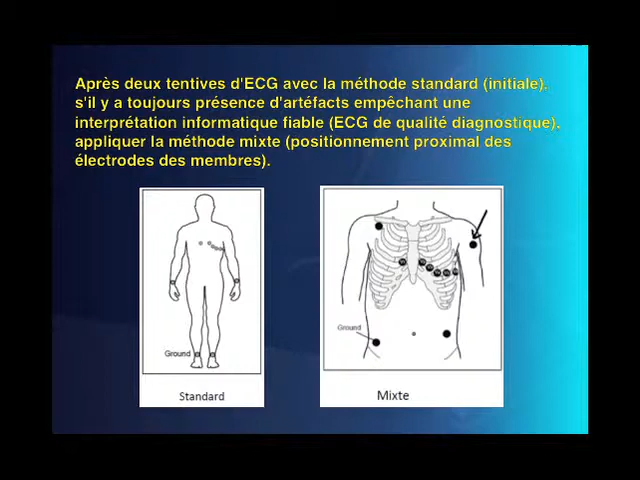 Après deux tentives d'ECG avec la méthode standard (initiale),
s'il y a toujours présence d'artéfacts empêchant une
interprétation informatique fiable (ECG de qualité diagnostique),
appliquer la méthode mixte (positionnement proximal des
électrodes des membres).
Ground
Standard
Ground
Mixte